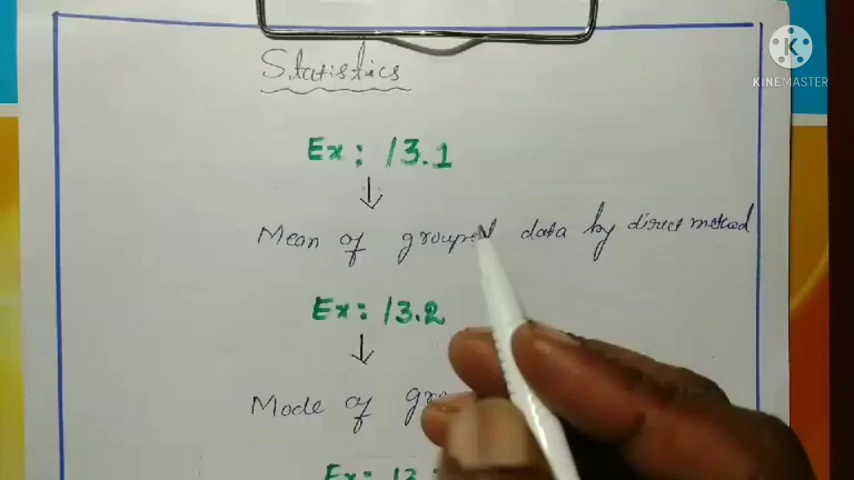 KINEMASTER
Statistics
Ex: 13.1
Mean of grouped data by direct method
Ex: 13.2
Mode of